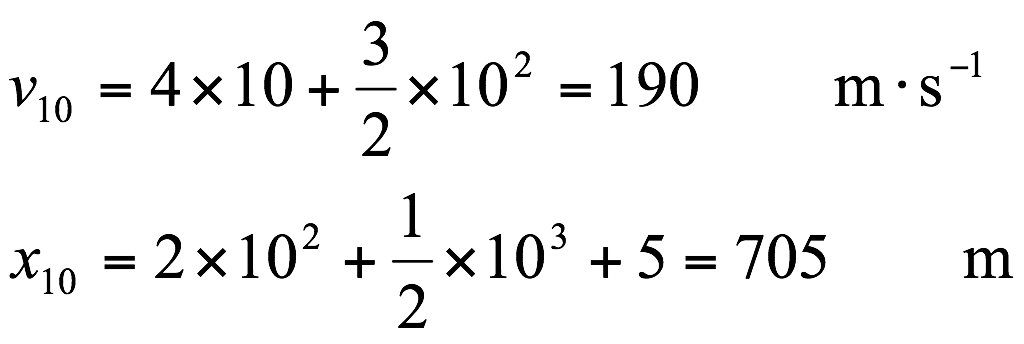 v₁₀ = 4×10 + 3/2 ×10² = 190 m·s⁻¹
x₁₀ = 2×10² + 1/2 ×10³ + 5 = 705 m